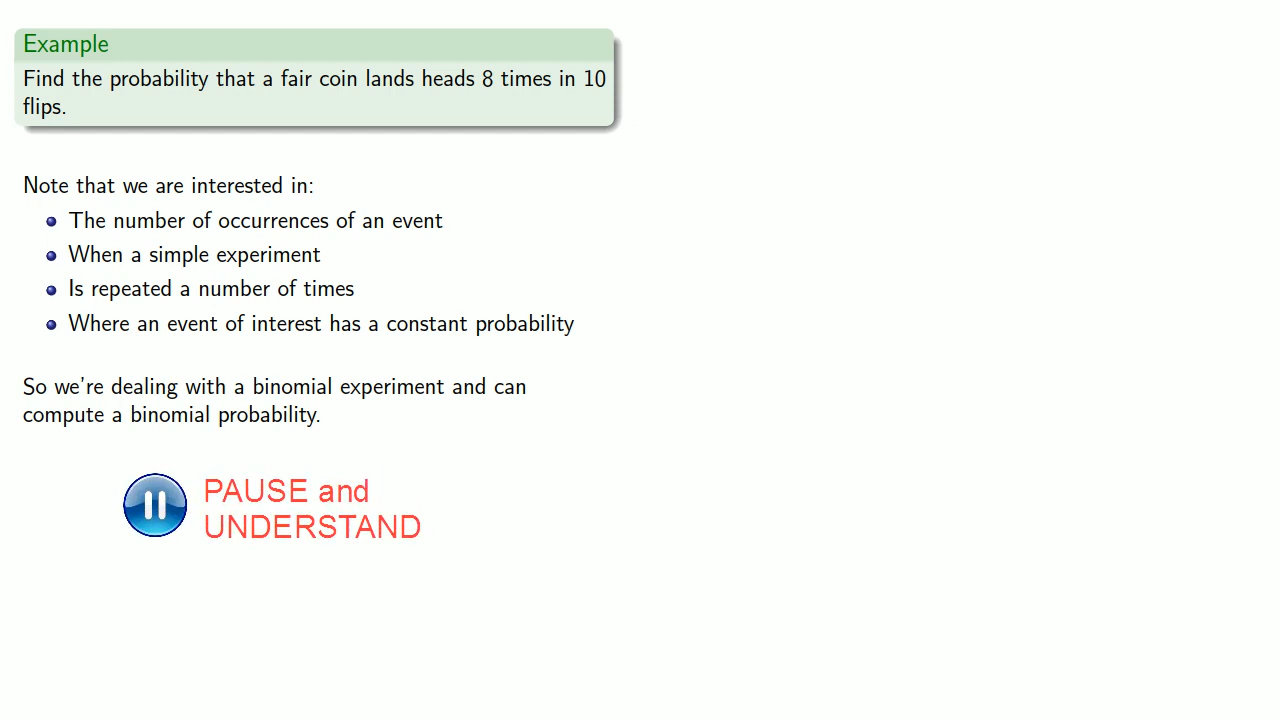 Example
Find the probability that a fair coin lands heads 8 times in 10
flips.
Note that we are interested in:
The number of occurrences of an event
When a simple experiment
Is repeated a number of times
Where an event of interest has a constant probability
So we're dealing with a binomial experiment and can
compute a binomial probability.
PAUSE and
UNDERSTAND